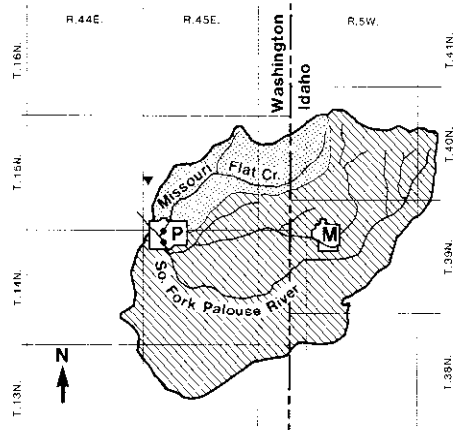 R.44E. R.45E. R.5W.
T.16N.
T.15N.
T.14N.
T.13N.
Washington
Idaho
T.41N.
T.40N.
T.39N.
T.38N.
Missouri Flat Cr.
P
M
So. Fork Palouse River
N